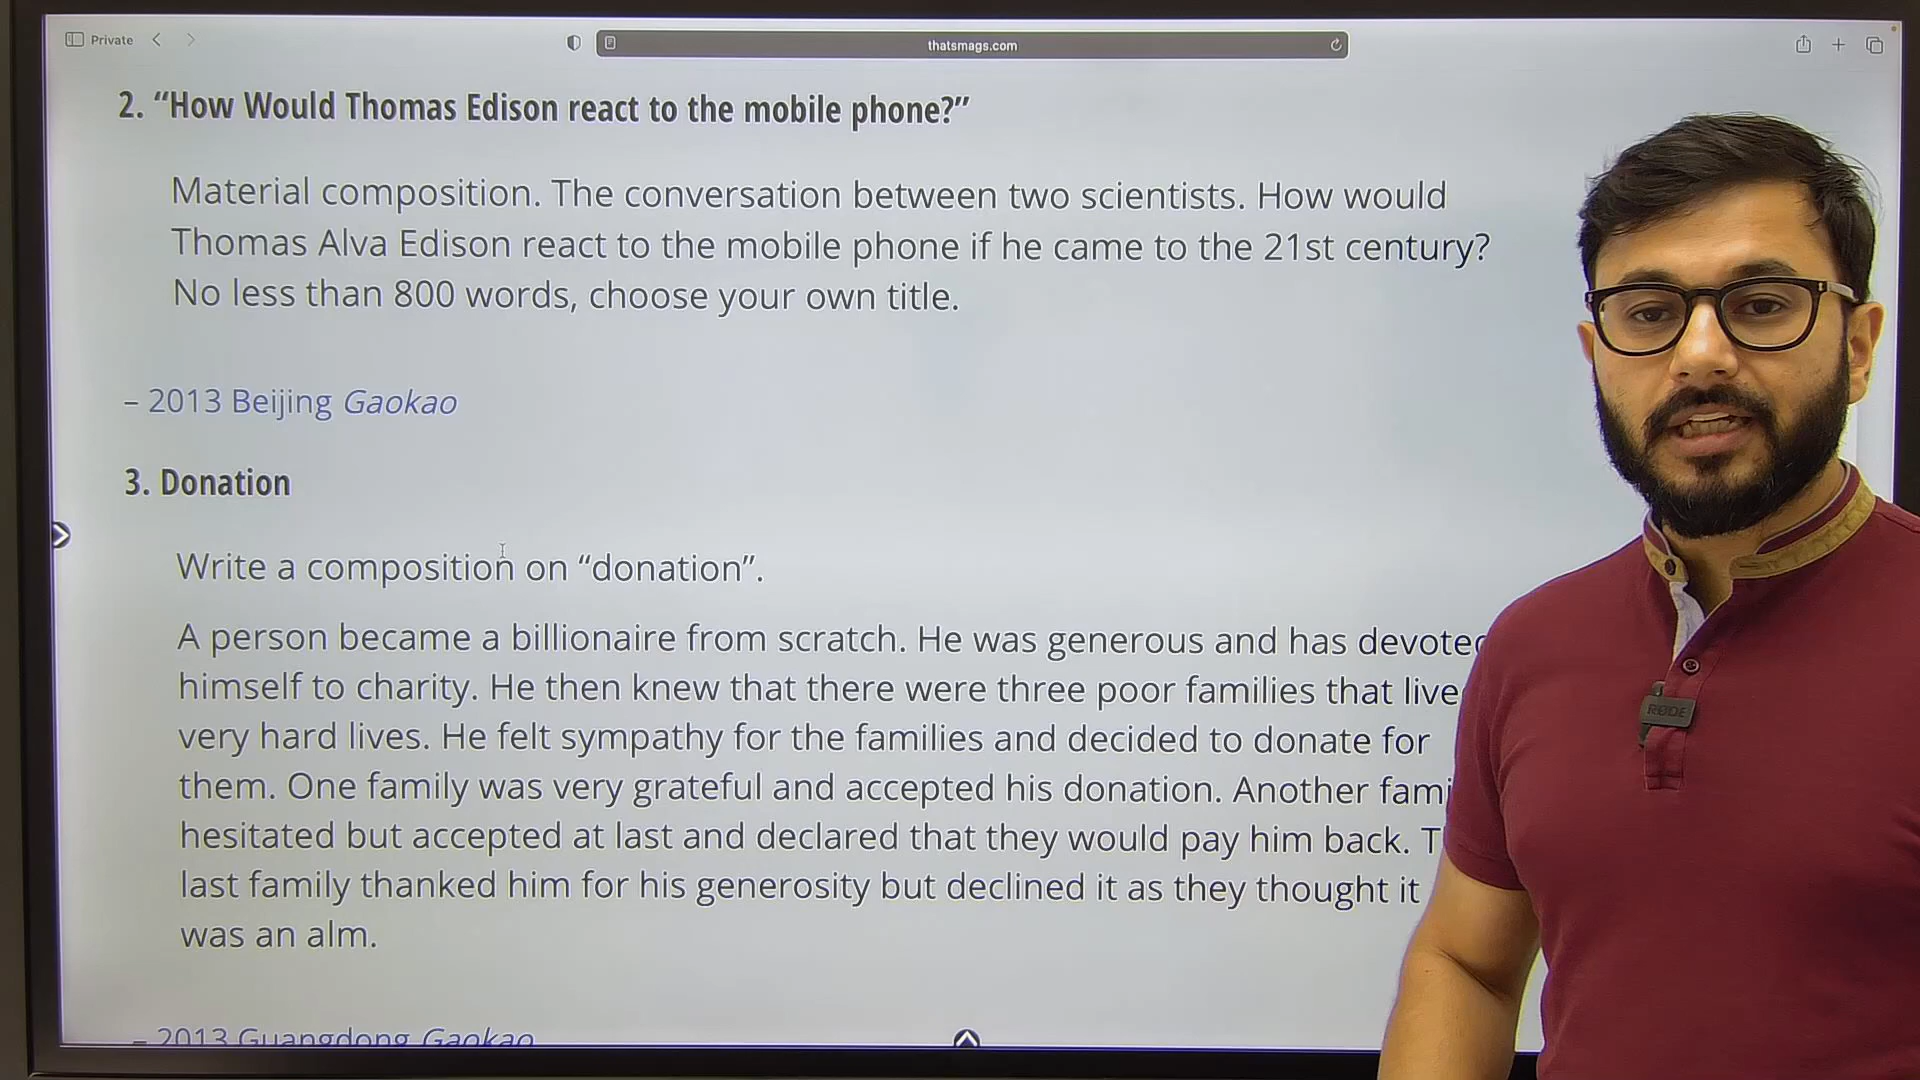 Private
thatsmags.com
2. “How Would Thomas Edison react to the mobile phone?”
Material composition. The conversation between two scientists. How would
Thomas Alva Edison react to the mobile phone if he came to the 21st century?
No less than 800 words, choose your own title.
– 2013 Beijing Gaokao
3. Donation
Write a composition on “donation”.
A person became a billionaire from scratch. He was generous and has devoted
himself to charity. He then knew that there were three poor families that live
very hard lives. He felt sympathy for the families and decided to donate for
them. One family was very grateful and accepted his donation. Another fami
hesitated but accepted at last and declared that they would pay him back. T
last family thanked him for his generosity but declined it as they thought it
was an alm.
– 2013 Guangdong Gaokao
RØDE